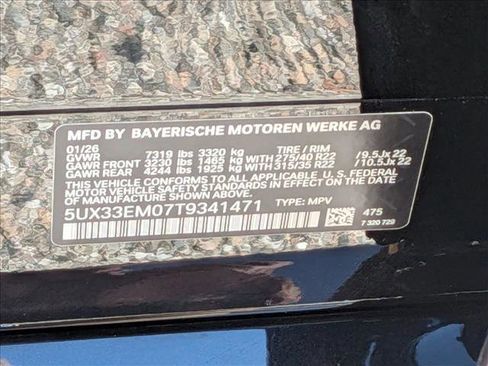 MFD BY BAYERISCHE MOTOREN WERKE AG
01/26 TIRE / RIM
GVWR 7319 lbs 3320 kg
GAWR FRONT 3230 lbs 1465 kg WITH 275/40 R22 /9.5Jx 22
GAWR REAR 4244 lbs 1925 kg WITH 315/35 R22 /10.5Jx 22
THIS VEHICLE CONFORMS TO ALL APPLICABLE U.S. FEDERAL
MOTOR VEHICLE SAFETY STANDARDS IN EFFECT ON THE
DATE OF MANUFACTURE SHOWN ABOVE.
5UX33EM07T9341471 TYPE: MPV
475
7 320 729